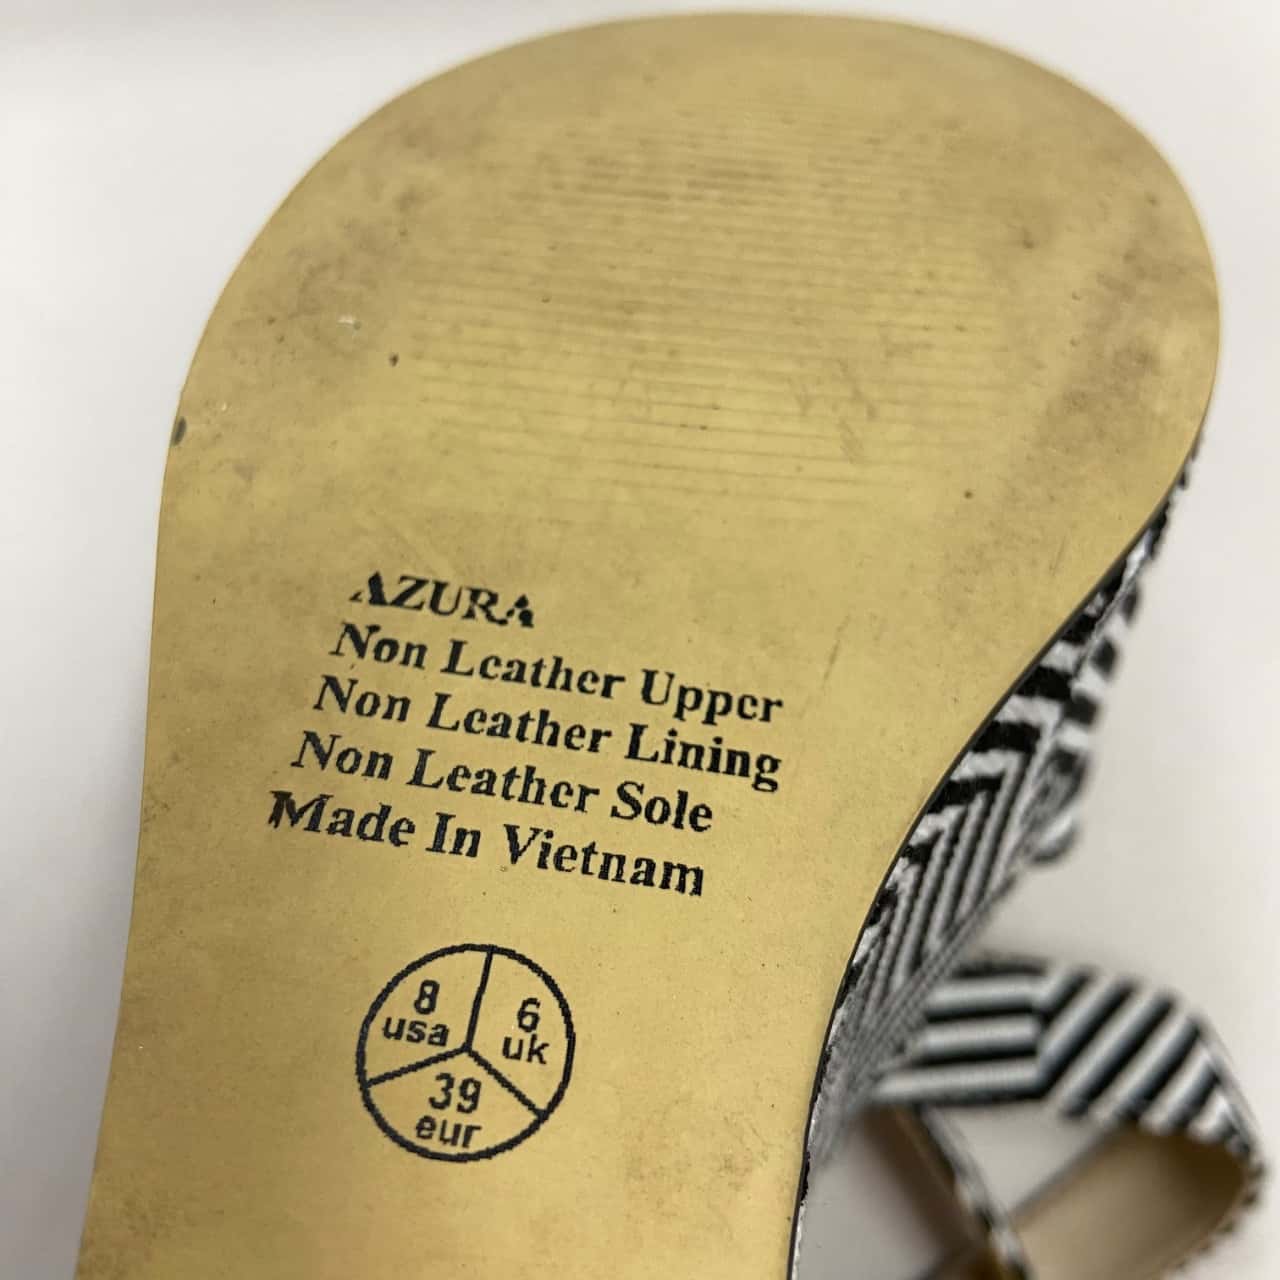 AZURA
Non Leather Upper
Non Leather Lining
Non Leather Sole
Made In Vietnam
8
usa
6
uk
39
eur